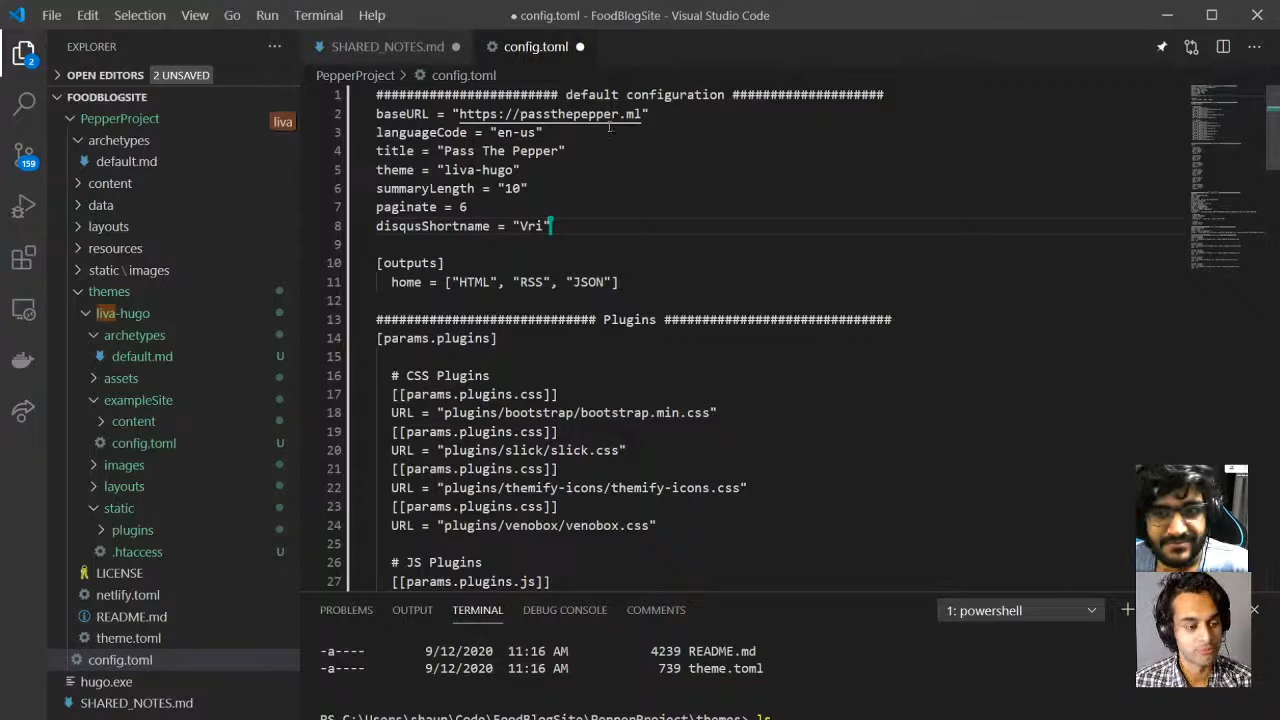 File Edit Selection View Go Run Terminal Help
● config.toml - FoodBlogSite - Visual Studio Code
EXPLORER
2
OPEN EDITORS 2 UNSAVED
FOODBLOGSITE
PepperProject
liva
archetypes
default.md
content
159
data
layouts
resources
static \ images
themes
liva-hugo
archetypes
default.md U
assets
exampleSite
content
config.toml U
images
layouts
static
plugins
.htaccess U
LICENSE
netlify.toml
README.md
theme.toml
config.toml
hugo.exe
SHARED_NOTES.md
SHARED_NOTES.md ●
config.toml ●
PepperProject > config.toml
1 ######################## default configuration ####################
2 baseURL = "https://passthepepper.ml"
3 languageCode = "en-us"
4 title = "Pass The Pepper"
5 theme = "liva-hugo"
6 summaryLength = "10"
7 paginate = 6
8 disqusShortname = "Vri"
9
10 [outputs]
11 home = ["HTML", "RSS", "JSON"]
12
13 ############################# Plugins ##############################
14 [params.plugins]
15
16 # CSS Plugins
17 [[params.plugins.css]]
18 URL = "plugins/bootstrap/bootstrap.min.css"
19 [[params.plugins.css]]
20 URL = "plugins/slick/slick.css"
21 [[params.plugins.css]]
22 URL = "plugins/themify-icons/themify-icons.css"
23 [[params.plugins.css]]
24 URL = "plugins/venobox/venobox.css"
25
26 # JS Plugins
27 [[params.plugins.js]]
PROBLEMS OUTPUT TERMINAL DEBUG CONSOLE COMMENTS 1: powershell
-a---- 9/12/2020 11:16 AM 4239 README.md
-a---- 9/12/2020 11:16 AM 739 theme.toml
PS C:\Users\shaun\Code\FoodBlogSite\PepperProject\themes> ls